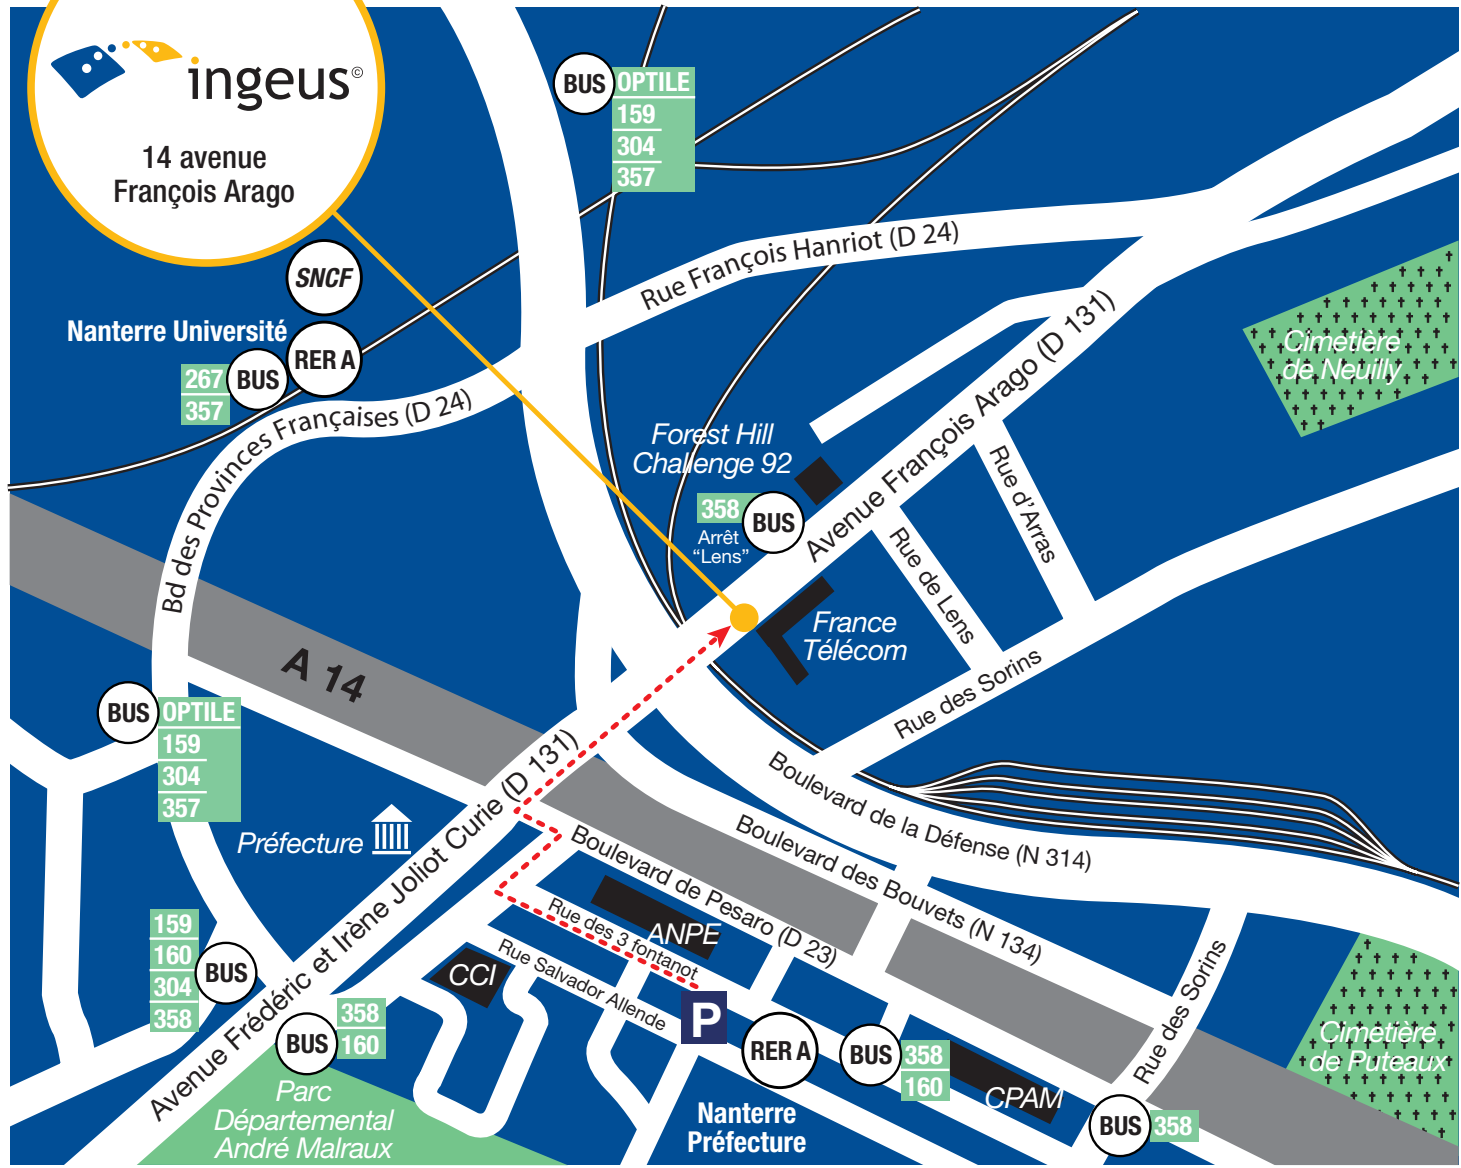 ingeus©
14 avenue
François Arago
BUS
OPTILE
159
304
357
SNCF
Nanterre Université
RER A
267
357
BUS
Rue François Hanriot (D 24)
Bd des Provinces Françaises (D 24)
Avenue François Arago (D 131)
Cimetière
de Neuilly
Forest Hill
Challenge 92
358
BUS
Arrêt
“Lens”
Rue d’Arras
Rue de Lens
France
Télécom
Rue des Sorins
A 14
BUS
OPTILE
159
304
357
Préfecture
Avenue Frédéric et Irène Joliot Curie (D 131)
Boulevard de la Défense (N 314)
Boulevard des Bouvets (N 134)
Boulevard de Pesaro (D 23)
ANPE
Rue des 3 fontanot
Rue Salvador Allende
CCI
159
160
304
358
BUS
BUS
358
160
Parc
Départemental
André Malraux
P
RER A
Nanterre
Préfecture
BUS
358
160
CPAM
BUS
358
Rue des Sorins
Cimetière
de Puteaux